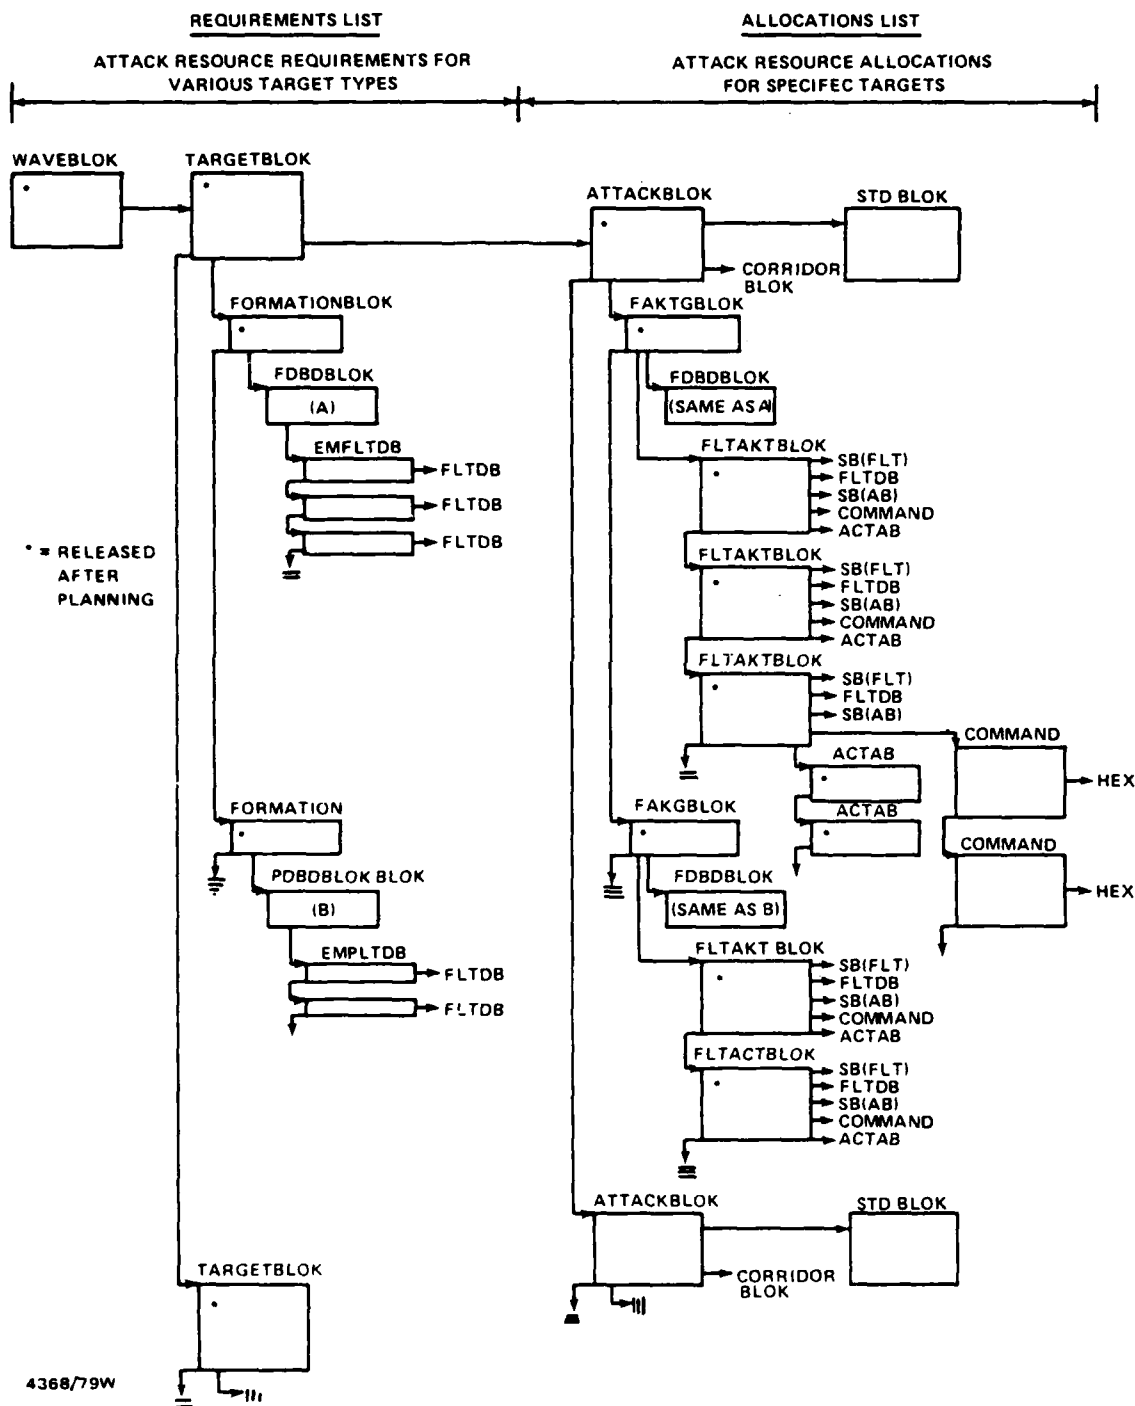 REQUIREMENTS LIST
ATTACK RESOURCE REQUIREMENTS FOR
VARIOUS TARGET TYPES
ALLOCATIONS LIST
ATTACK RESOURCE ALLOCATIONS
FOR SPECIFEC TARGETS
WAVEBLOK
TARGETBLOK
FORMATIONBLOK
FDBDBLOK
(A)
EMFLTDB
FLTDB
FLTDB
FLTDB
* = RELEASED
AFTER
PLANNING
FORMATION
PDBDBLOK BLOK
(B)
EMPLTDB
FLTDB
FLTDB
TARGETBLOK
4368/79W
ATTACKBLOK
STD BLOK
CORRIDOR
BLOK
FAKTGBLOK
FDBDBLOK
(SAME AS A)
FLTAKTBLOK
SB(FLT)
FLTDB
SB(AB)
COMMAND
ACTAB
FLTAKTBLOK
SB(FLT)
FLTDB
SB(AB)
COMMAND
ACTAB
FLTAKTBLOK
SB(FLT)
FLTDB
SB(AB)
COMMAND
HEX
ACTAB
ACTAB
COMMAND
HEX
FAKGBLOK
FDBDBLOK
(SAME AS B)
FLTAKT BLOK
SB(FLT)
FLTDB
SB(AB)
COMMAND
ACTAB
FLTACTBLOK
SB(FLT)
FLTDB
SB(AB)
COMMAND
ACTAB
ATTACKBLOK
STD BLOK
CORRIDOR
BLOK